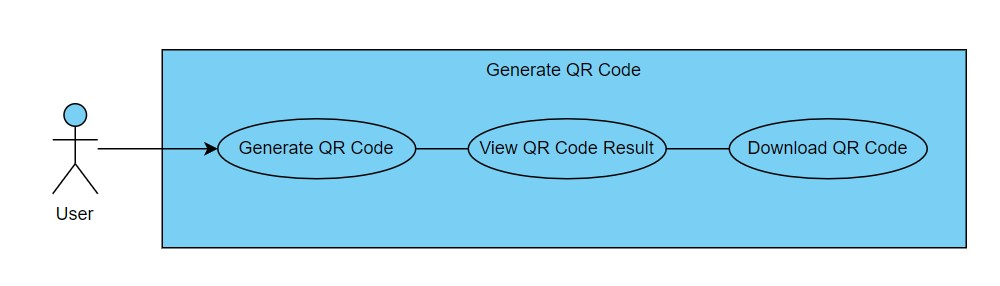 Generate QR Code
Generate QR Code
View QR Code Result
Download QR Code
User